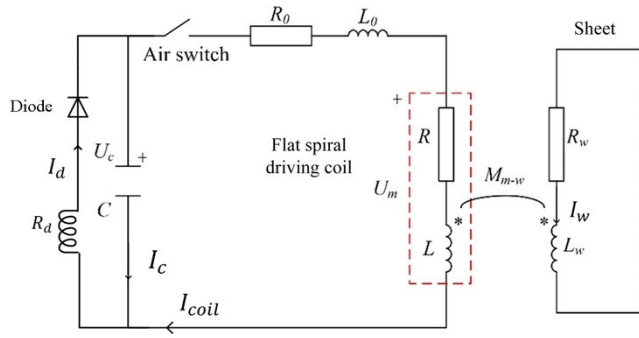 R0
L0
Air switch
Sheet
Diode
+
Uc
+
Id
C
Rd
Ic
Icoil
Flat spiral
driving coil
Um
R
L
*
Mm-w
*
Rw
Iw
Lw